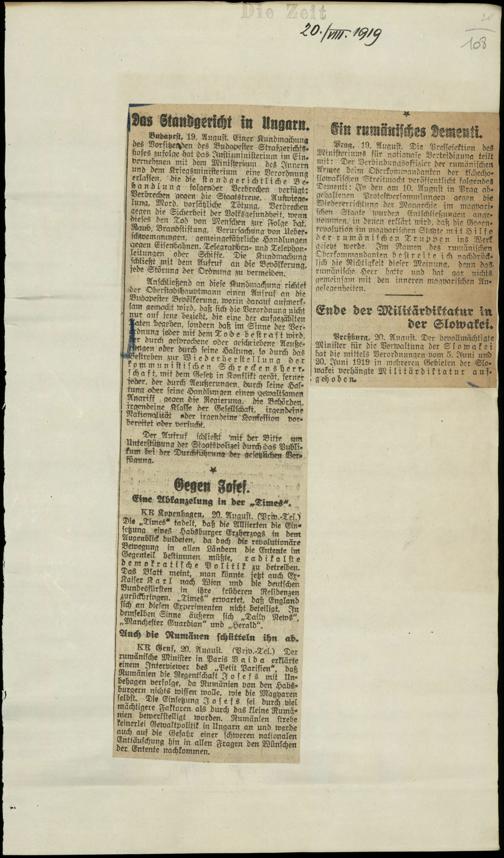 Die Zeit
20./VIII. 1919
108
Das Standgericht in Ungarn.
Budapest, 19. August. Einer Kundmachung
des Vorsitzenden des Budapester Strafgerichts-
hofes zufolge hat das Justizministerium im Ein-
vernehmen mit dem Ministerium des Innern
und dem Kriegsministerium eine Verordnung
erlassen, die die standgerichtliche Be-
handlung folgender Verbrechen verfügt:
Verbrechen gegen die Staatstreue, Aufwiege-
lung, Mord, vorsätzliche Tötung, Verbrechen
gegen die Sicherheit der Volksgesundheit, wenn
dieses den Tod von Menschen zur Folge hat,
Raub, Brandstiftung, Verursachung von Ueber-
schwemmungen, gemeingefährliche Handlungen
gegen Eisenbahnen, Telegraphen- und Telephon-
leitungen oder Schiffe. Die Kundmachung
schließt mit dem Aufruf an die Bevölkerung,
jede Störung der Ordnung zu vermeiden.
Anschließend an diese Kundmachung richtet
der Oberstadthauptmann einen Aufruf an die
Budapester Bevölkerung, worin darauf aufmerk-
sam gemacht wird, daß sich die Verordnung nicht
nur auf jene bezieht, die eine der aufgezählten
Taten begehen, sondern daß im Sinne der Ver-
ordnung jeder mit dem Tode bestraft wird,
der durch gesprochene oder geschriebene Aeuße-
rungen oder durch seine Haltung, so durch das
Bestreben zur Wiederherstellung der
kommunistischen Schreckensherr-
schaft, mit dem Gesetz in Konflikt gerät, ferner
jeder, der durch Aeußerungen, durch seine Hal-
tung oder seine Handlungen einen gewaltsamen
Angriff gegen die Regierung, die Behörden,
irgendeine Klasse der Gesellschaft, irgendeine
Nationalität oder irgendeine Konfession vor-
bereitet oder versucht.
Der Aufruf schließt mit der Bitte um
Unterstützung der Staatspolizei durch das Publi-
kum bei der Durchführung der gesetzlichen Ver-
fügung.
*
Gegen Josef.
Eine Abkanzelung in der „Times“.
KB Kopenhagen, 20. August. (Priv.-Tel.)
Die „Times“ tadelt, daß die Alliierten die Ein-
setzung eines Habsburger Erzherzogs in dem
Augenblick duldeten, da doch die revolutionäre
Bewegung in allen Ländern die Entente im
Gegenteil bestimmen müßte, radikalste
demokratische Politik zu betreiben.
Das Blatt meint, man könnte jetzt auch Ex-
Kaiser Karl nach Wien und die deutschen
Bundesfürsten in ihre früheren Residenzen
zurückbringen. „Times“ erwartet, daß England
sich an diesen Experimenten nicht beteiligt. In
demselben Sinne äußern sich „Daily News“,
„Manchester Guardian“ und „Herald“.
Auch die Rumänen schütteln ihn ab.
KB Genf, 20. August. (Priv.-Tel.) Der
rumänische Minister in Paris Vaida erklärte
einem Interviewer des „Petit Parisien“, daß
Rumänien die Regentschaft Josefs mit Un-
behagen verfolge, da Rumänien von den Habs-
burgern nichts wissen wolle, wie die Magyaren
selbst. Die Einsetzung Josefs sei durch viel
mächtigere Faktoren als durch das kleine Rumä-
nien bewerkstelligt worden. Rumänien strebe
keinerlei Gewaltpolitik in Ungarn an und werde
auch auf die Gefahr einer schweren nationalen
Enttäuschung hin in allen Fragen den Wünschen
der Entente nachkommen.
*
Ein rumänisches Dementi.
Prag, 19. August. Die Pressesektion des
Ministeriums für nationale Verteidigung teilt
mit: Der Verbindungsoffizier der rumänischen
Armee beim Oberkommandanten der tschecho-
slowakischen Streitmacht veröffentlicht folgendes
Dementi: In den am 10. August in Prag ab-
gehaltenen Protestversammlungen gegen die
Wiedererrichtung der Monarchie im magyari-
schen Staate wurden Entschließungen ange-
nommen, in denen erklärt wird, daß die Gegen-
revolution im magyarischen Staate mit Hilfe
der rumänischen Truppen ins Werk
gesetzt werde. Im Namen des rumänischen
Oberkommandanten bestreite ich nachdrück-
lich die Richtigkeit dieser Meinung, denn das
rumänische Heer hatte und hat gar nichts
gemeinsam mit den inneren magyarischen An-
gelegenheiten.
Ende der Militärdiktatur in
der Slowakei.
Preßburg, 20. August. Der bevollmächtigte
Minister für die Verwaltung der Slowakei
hat die mittels Verordnungen vom 5. Juni und
20. Juni 1919 in mehreren Gebieten der Slo-
wakei verhängte Militärdiktatur auf-
gehoben.